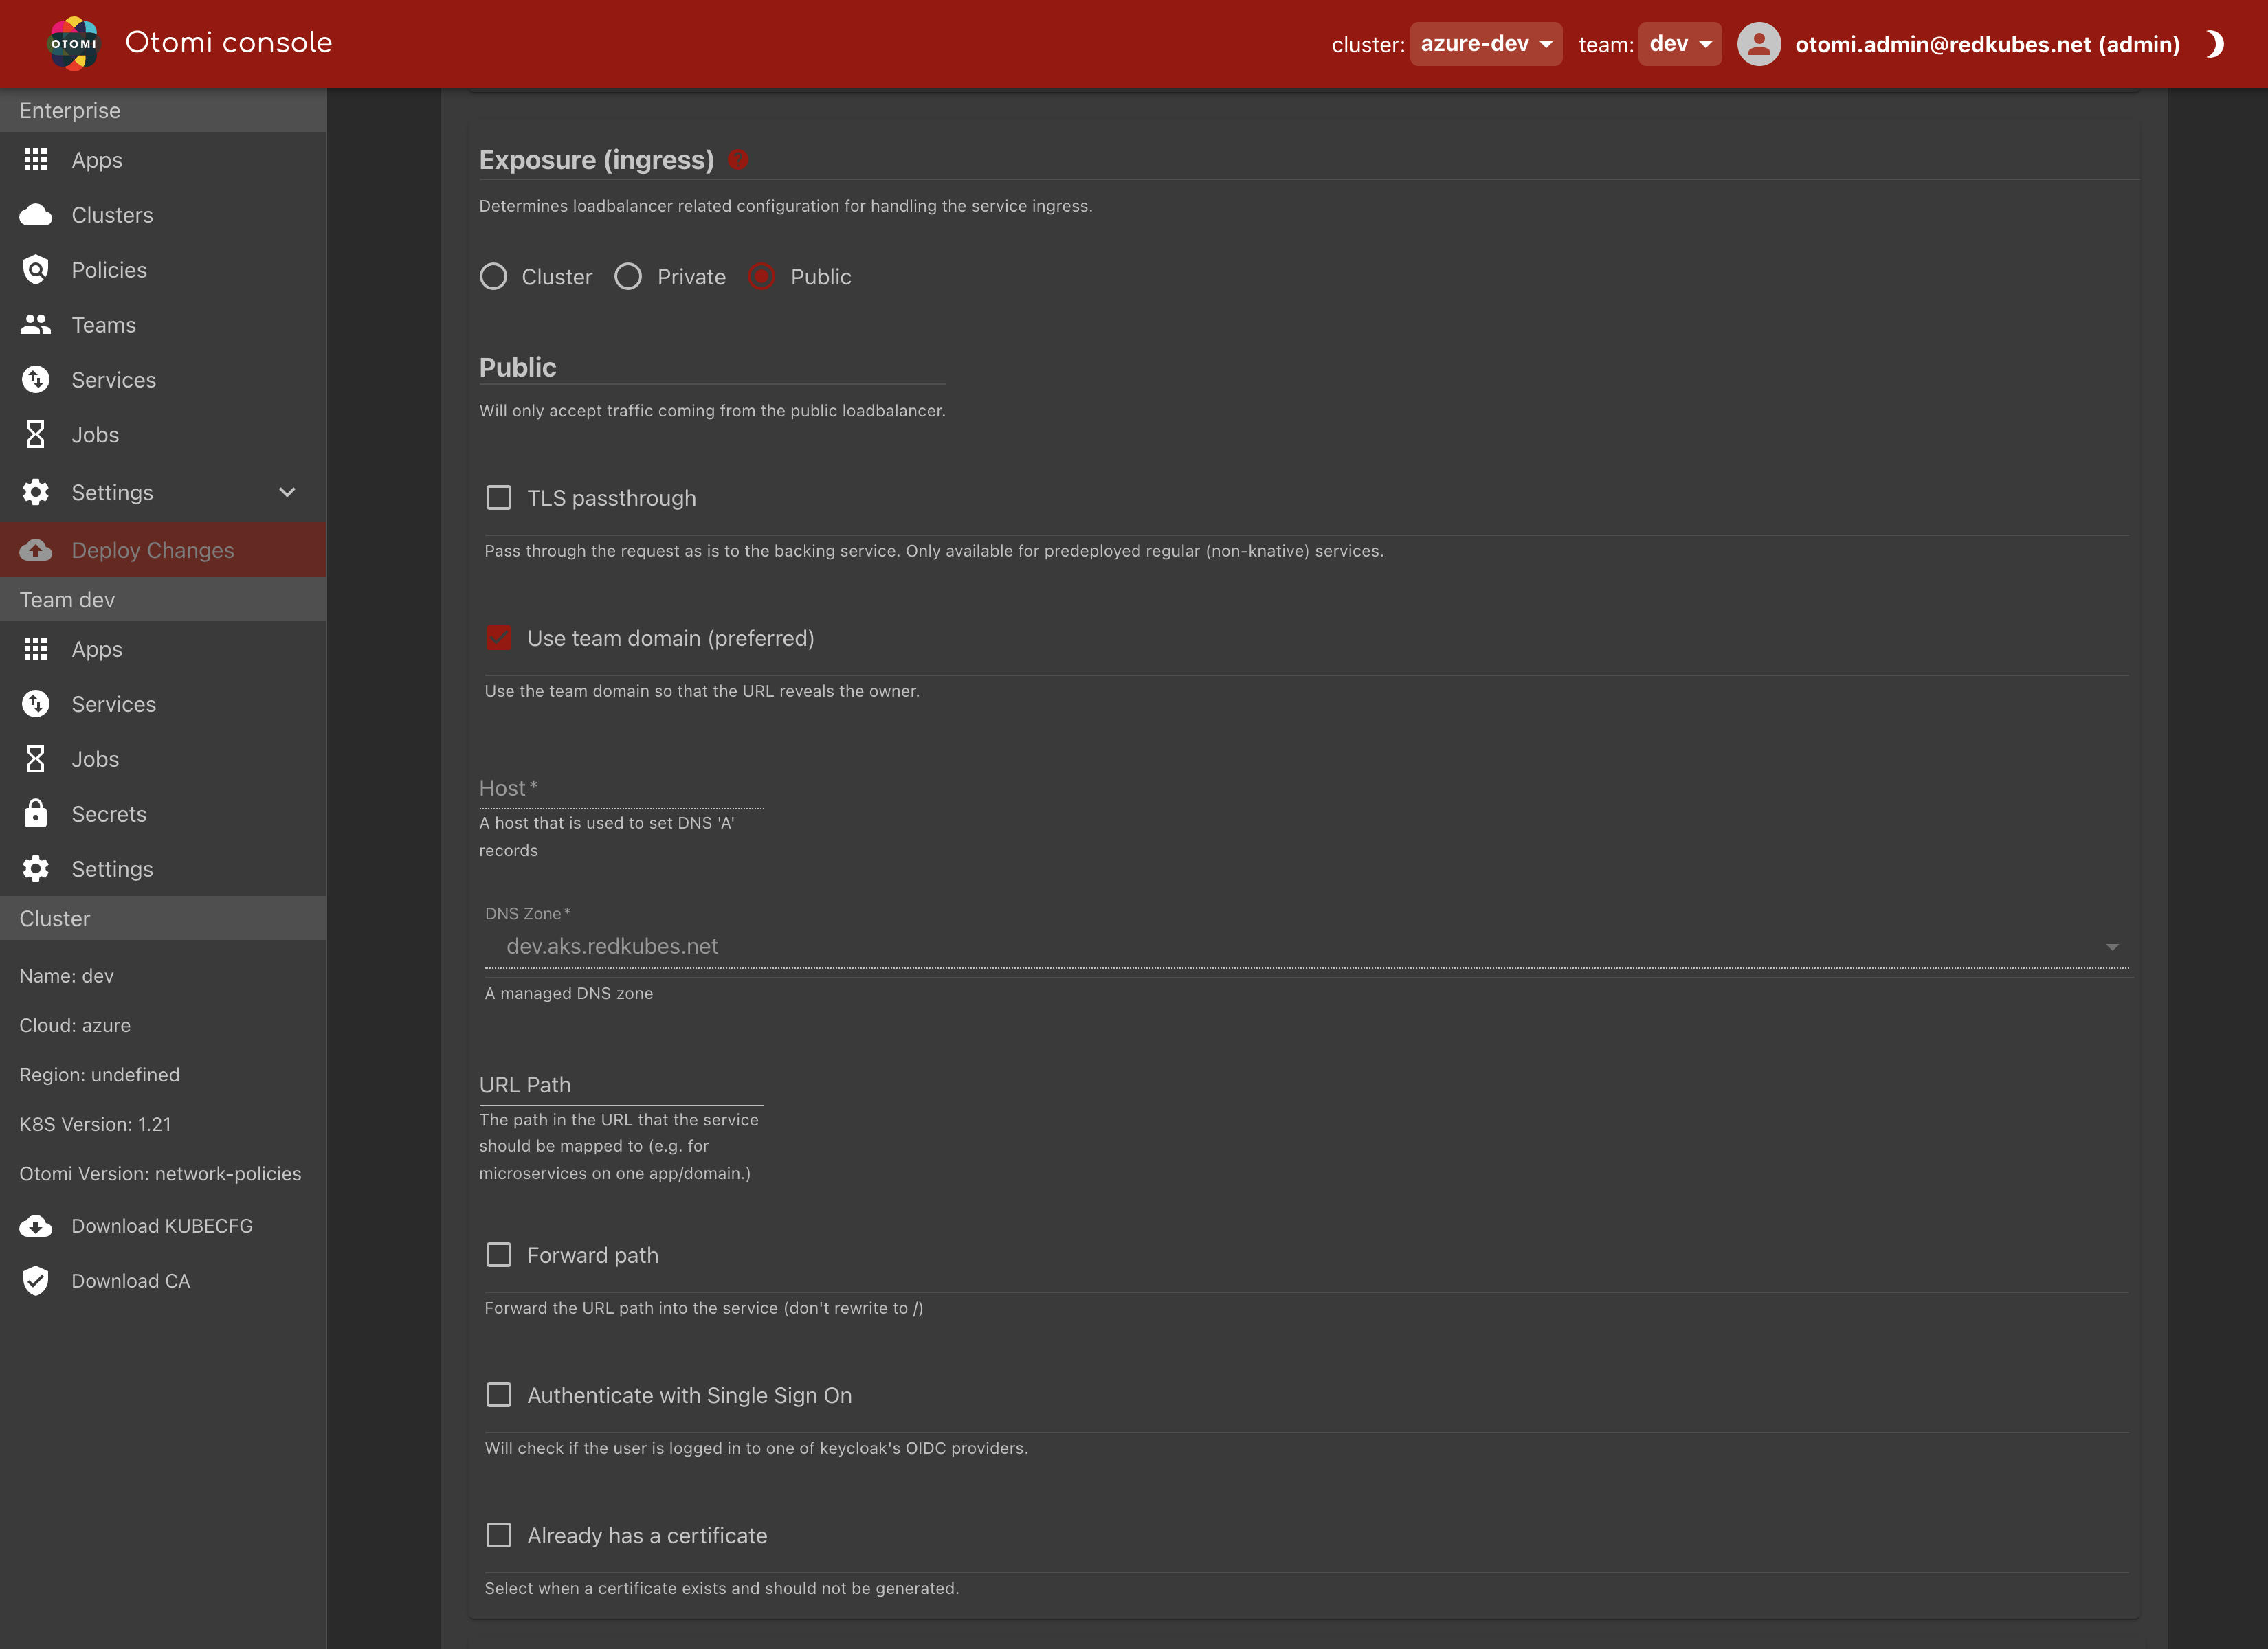 OTOMI
Otomi console
cluster: azure-dev team: dev otomi.admin@redkubes.net (admin)
Enterprise
Apps
Clusters
Policies
Teams
Services
Jobs
Settings
Deploy Changes
Team dev
Apps
Services
Jobs
Secrets
Settings
Cluster
Name: dev
Cloud: azure
Region: undefined
K8S Version: 1.21
Otomi Version: network-policies
Download KUBECFG
Download CA
Exposure (ingress) ?
Determines loadbalancer related configuration for handling the service ingress.
Cluster Private Public
Public
Will only accept traffic coming from the public loadbalancer.
TLS passthrough
Pass through the request as is to the backing service. Only available for predeployed regular (non-knative) services.
Use team domain (preferred)
Use the team domain so that the URL reveals the owner.
Host *
A host that is used to set DNS 'A'
records
DNS Zone *
dev.aks.redkubes.net
A managed DNS zone
URL Path
The path in the URL that the service
should be mapped to (e.g. for
microservices on one app/domain.)
Forward path
Forward the URL path into the service (don't rewrite to /)
Authenticate with Single Sign On
Will check if the user is logged in to one of keycloak's OIDC providers.
Already has a certificate
Select when a certificate exists and should not be generated.